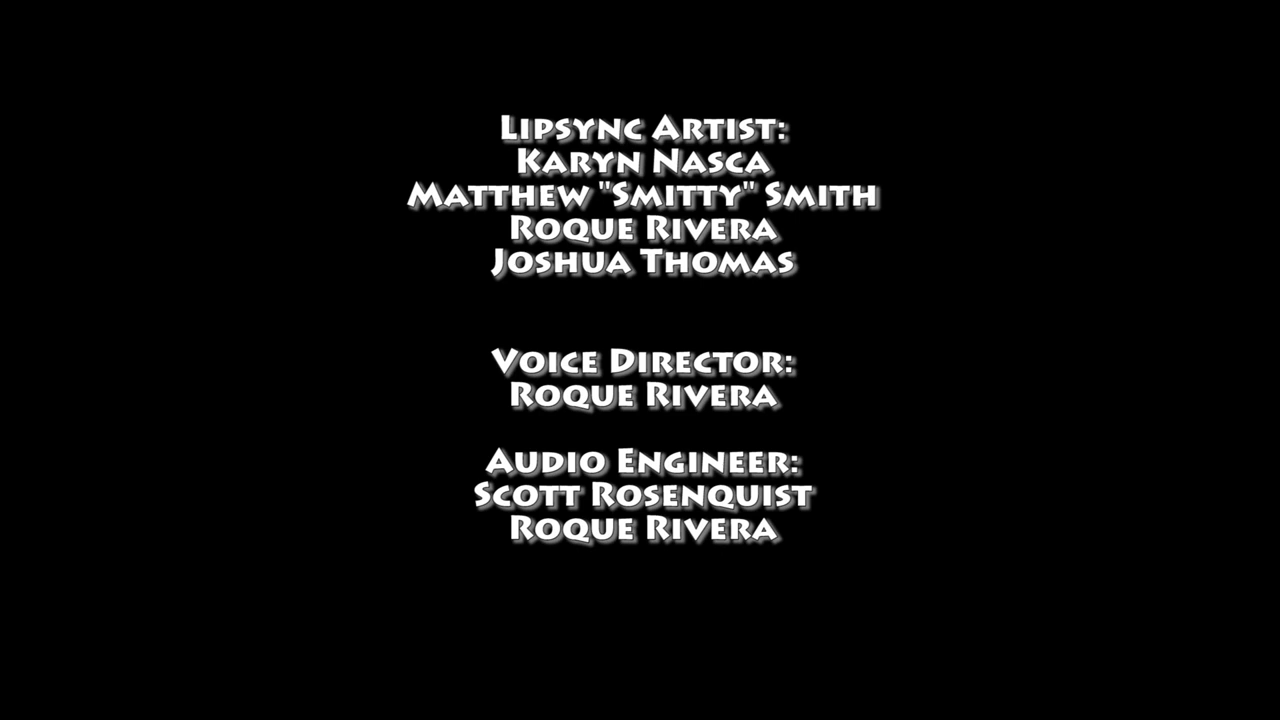 Lipsync Artist:
Karyn Nasca
Matthew "Smitty" Smith
Roque Rivera
Joshua Thomas
Voice Director:
Roque Rivera
Audio Engineer:
Scott Rosenquist
Roque Rivera